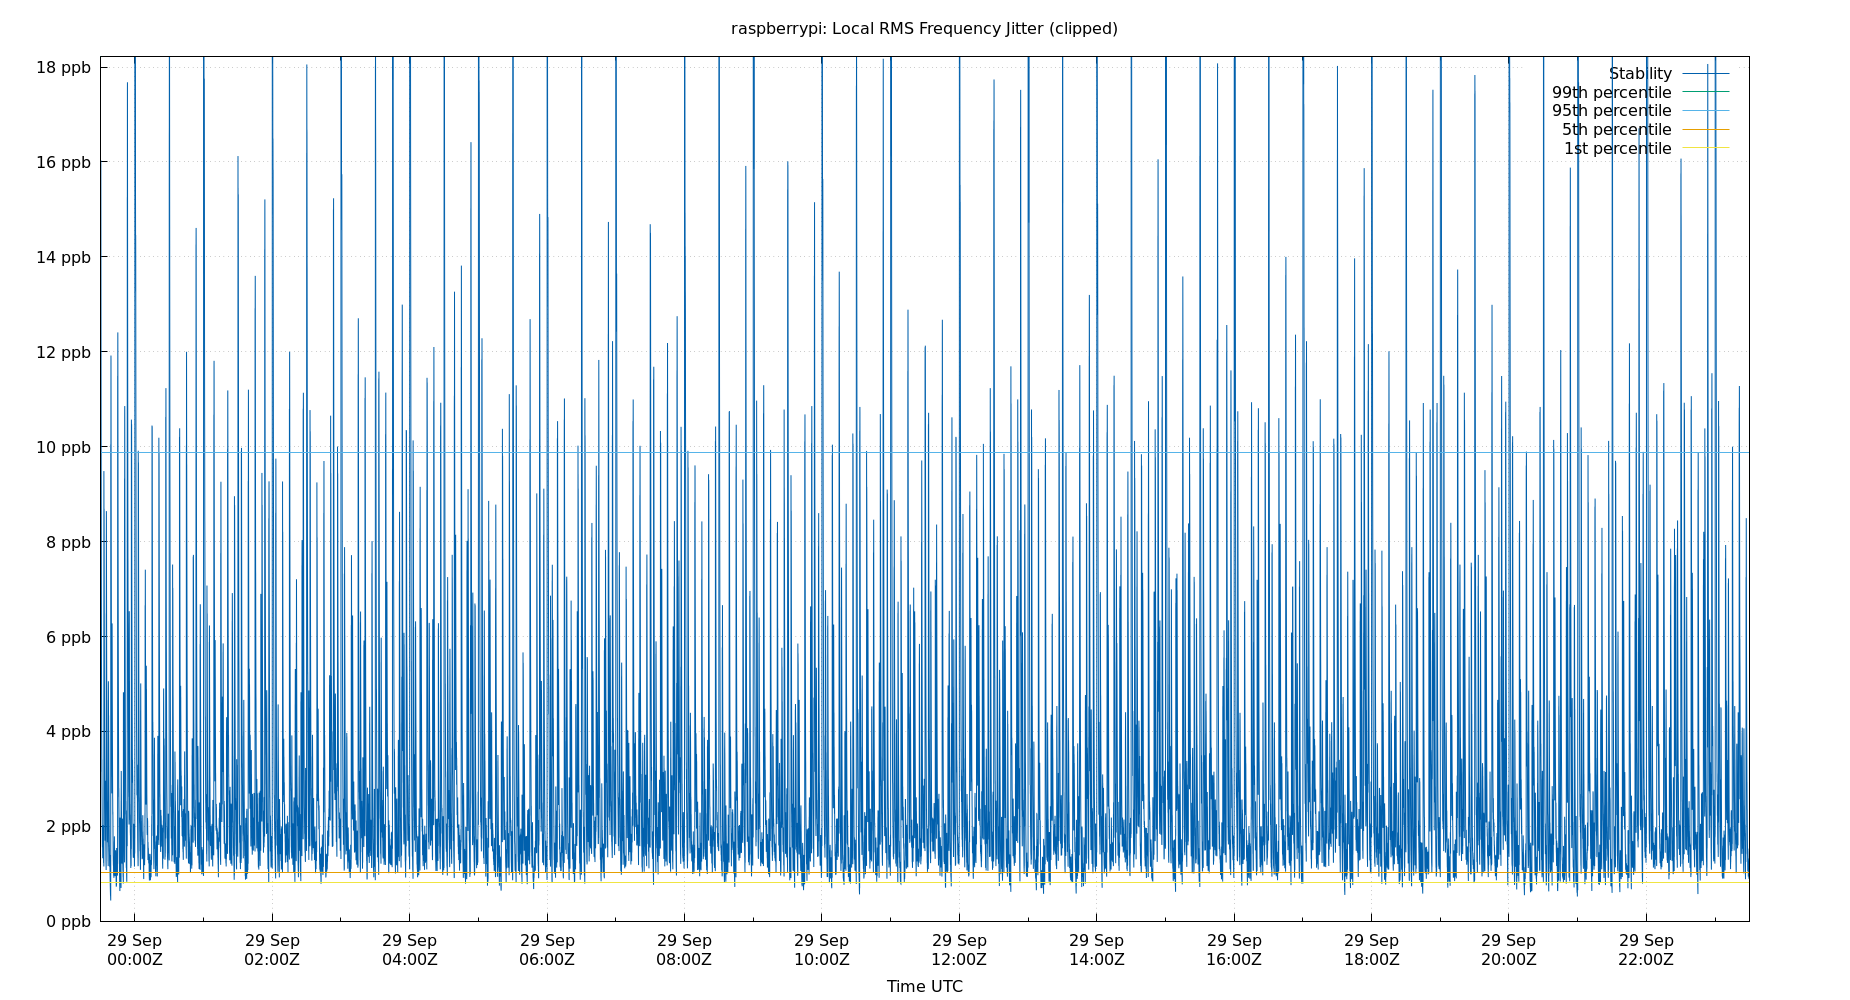 raspberrypi: Local RMS Frequency Jitter (clipped)
18 ppb
16 ppb
14 ppb
12 ppb
10 ppb
8 ppb
6 ppb
4 ppb
2 ppb
0 ppb
Stability
99th percentile
95th percentile
5th percentile
1st percentile
29 Sep 29 Sep 29 Sep 29 Sep 29 Sep 29 Sep 29 Sep 29 Sep 29 Sep 29 Sep 29 Sep 29 Sep
00:00Z 02:00Z 04:00Z 06:00Z 08:00Z 10:00Z 12:00Z 14:00Z 16:00Z 18:00Z 20:00Z 22:00Z
Time UTC